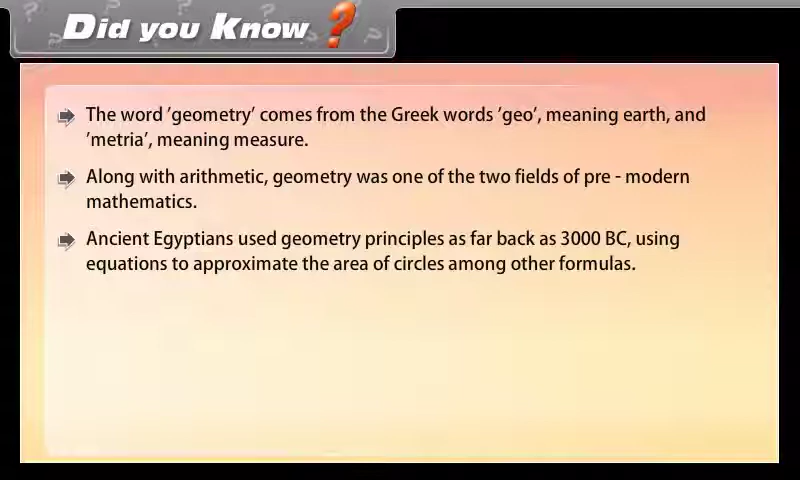 Did you Know ?
The word 'geometry' comes from the Greek words 'geo', meaning earth, and
'metria', meaning measure.
Along with arithmetic, geometry was one of the two fields of pre - modern
mathematics.
Ancient Egyptians used geometry principles as far back as 3000 BC, using
equations to approximate the area of circles among other formulas.